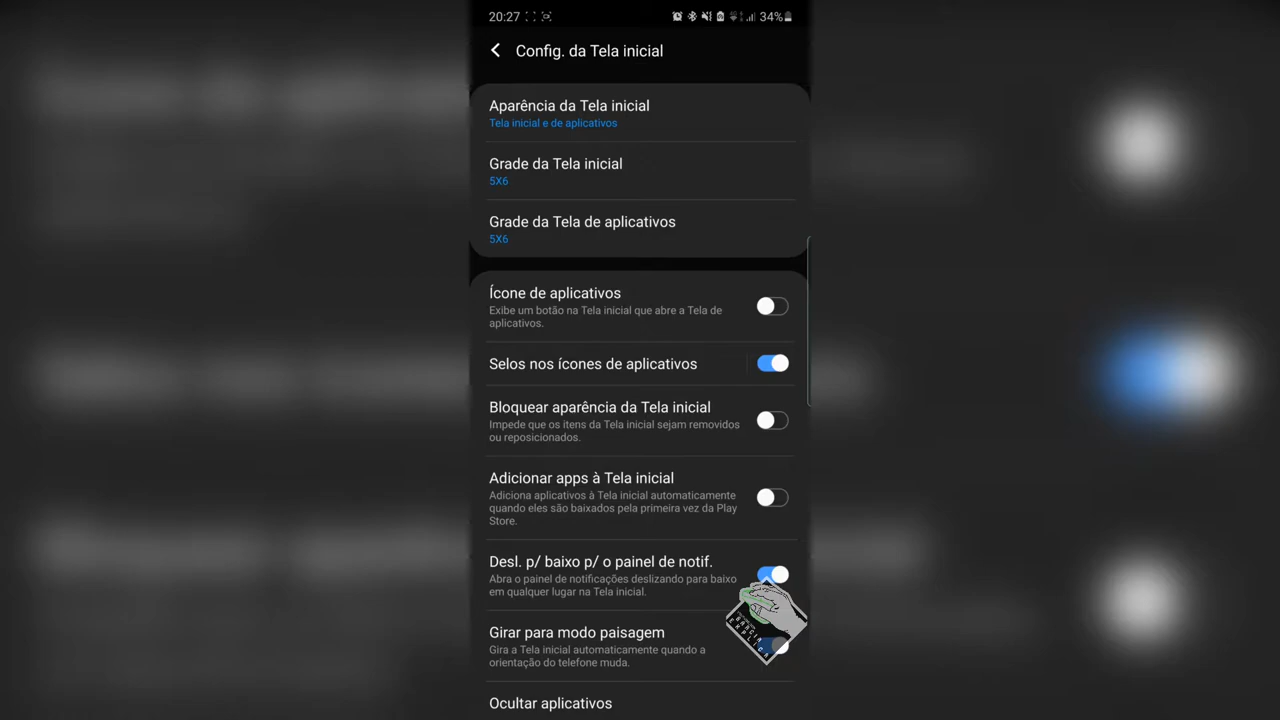 20:27
34%
Config. da Tela inicial
Aparência da Tela inicial
Tela inicial e de aplicativos
Grade da Tela inicial
5X6
Grade da Tela de aplicativos
5X6
Ícone de aplicativos
Exibe um botão na Tela inicial que abre a Tela de
aplicativos.
Selos nos ícones de aplicativos
Bloquear aparência da Tela inicial
Impede que os itens da Tela inicial sejam removidos
ou reposicionados.
Adicionar apps à Tela inicial
Adiciona aplicativos à Tela inicial automaticamente
quando eles são baixados pela primeira vez da Play
Store.
Desl. p/ baixo p/ o painel de notif.
Abra o painel de notificações deslizando para baixo
em qualquer lugar na Tela inicial.
Girar para modo paisagem
Gira a Tela inicial automaticamente quando a
orientação do telefone muda.
GARCIA
EXPLICA
Ocultar aplicativos